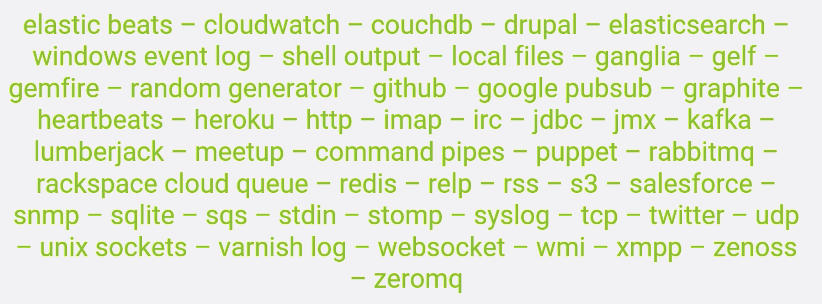 elastic beats – cloudwatch – couchdb – drupal – elasticsearch –
windows event log – shell output – local files – ganglia – gelf –
gemfire – random generator – github – google pubsub – graphite –
heartbeats – heroku – http – imap – irc – jdbc – jmx – kafka –
lumberjack – meetup – command pipes – puppet – rabbitmq –
rackspace cloud queue – redis – relp – rss – s3 – salesforce –
snmp – sqlite – sqs – stdin – stomp – syslog – tcp – twitter – udp
– unix sockets – varnish log – websocket – wmi – xmpp – zenoss
– zeromq